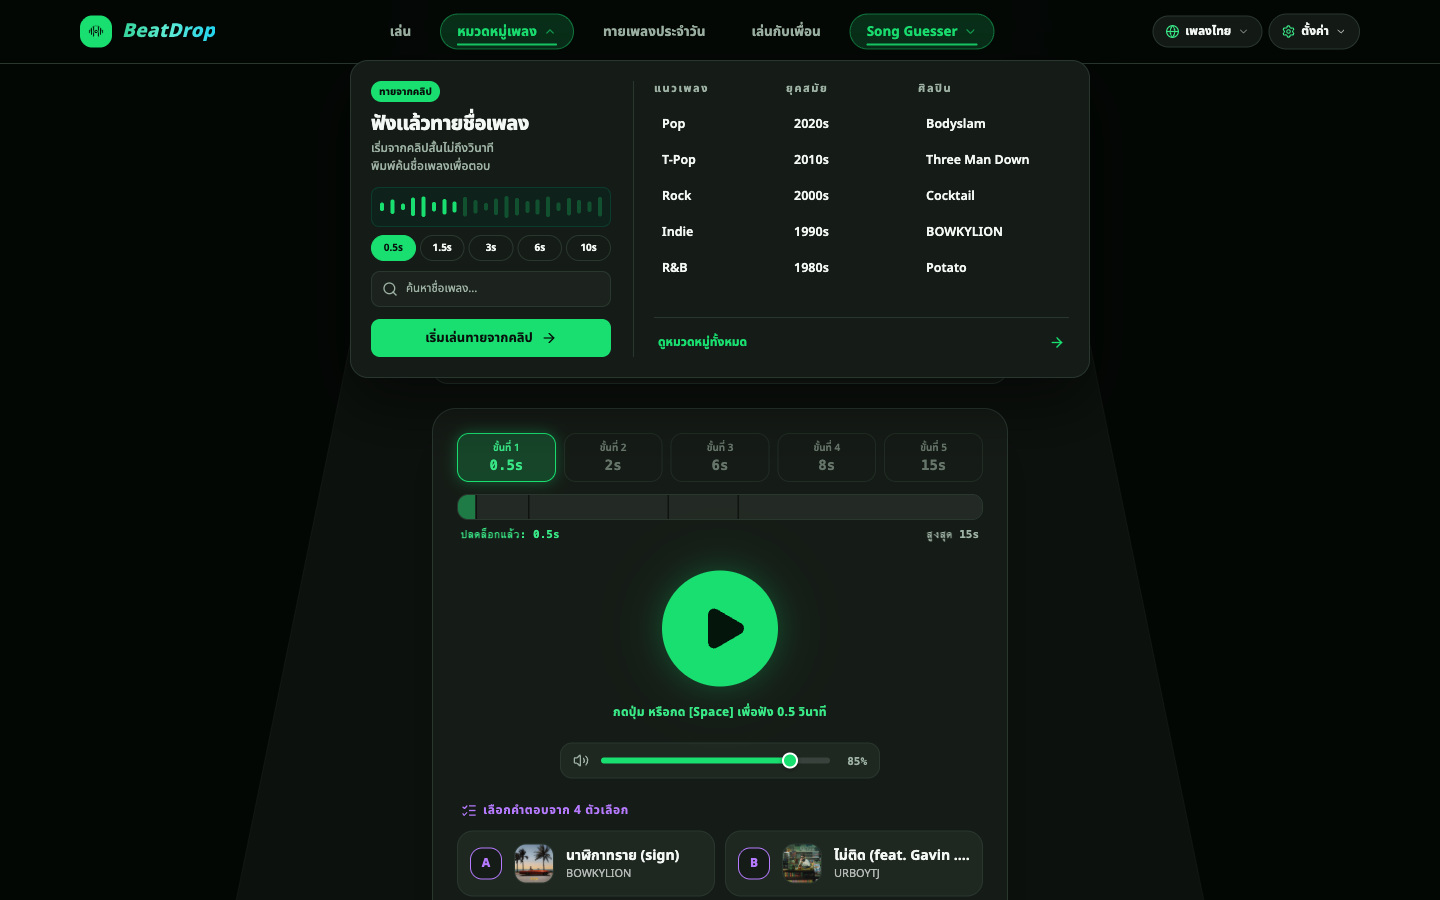 BeatDrop
เล่น
หมวดหมู่เพลง
ทายเพลงประจำวัน
เล่นกับเพื่อน
Song Guesser
เพลงไทย
ตั้งค่า
ทายจากคลิป
ฟังแล้วทายชื่อเพลง
เริ่มจากคลิปสั้นไม่ถึงวินาที
พิมพ์ค้นชื่อเพลงเพื่อตอบ
0.5s 1.5s 3s 6s 10s
ค้นหาชื่อเพลง...
เริ่มเล่นทายจากคลิป
แนวเพลง
Pop
T-Pop
Rock
Indie
R&B
ยุคสมัย
2020s
2010s
2000s
1990s
1980s
ศิลปิน
Bodyslam
Three Man Down
Cocktail
BOWKYLION
Potato
ดูหมวดหมู่ทั้งหมด
ขั้นที่ 1
0.5s
ขั้นที่ 2
2s
ขั้นที่ 3
6s
ขั้นที่ 4
8s
ขั้นที่ 5
15s
ปลดล็อกแล้ว: 0.5s
สูงสุด 15s
กดปุ่ม หรือกด [Space] เพื่อฟัง 0.5 วินาที
85%
เลือกคำตอบจาก 4 ตัวเลือก
A
นาฬิกาทราย (sign)
BOWKYLION
B
ไม่ติด (feat. Gavin ....
URBOYTJ